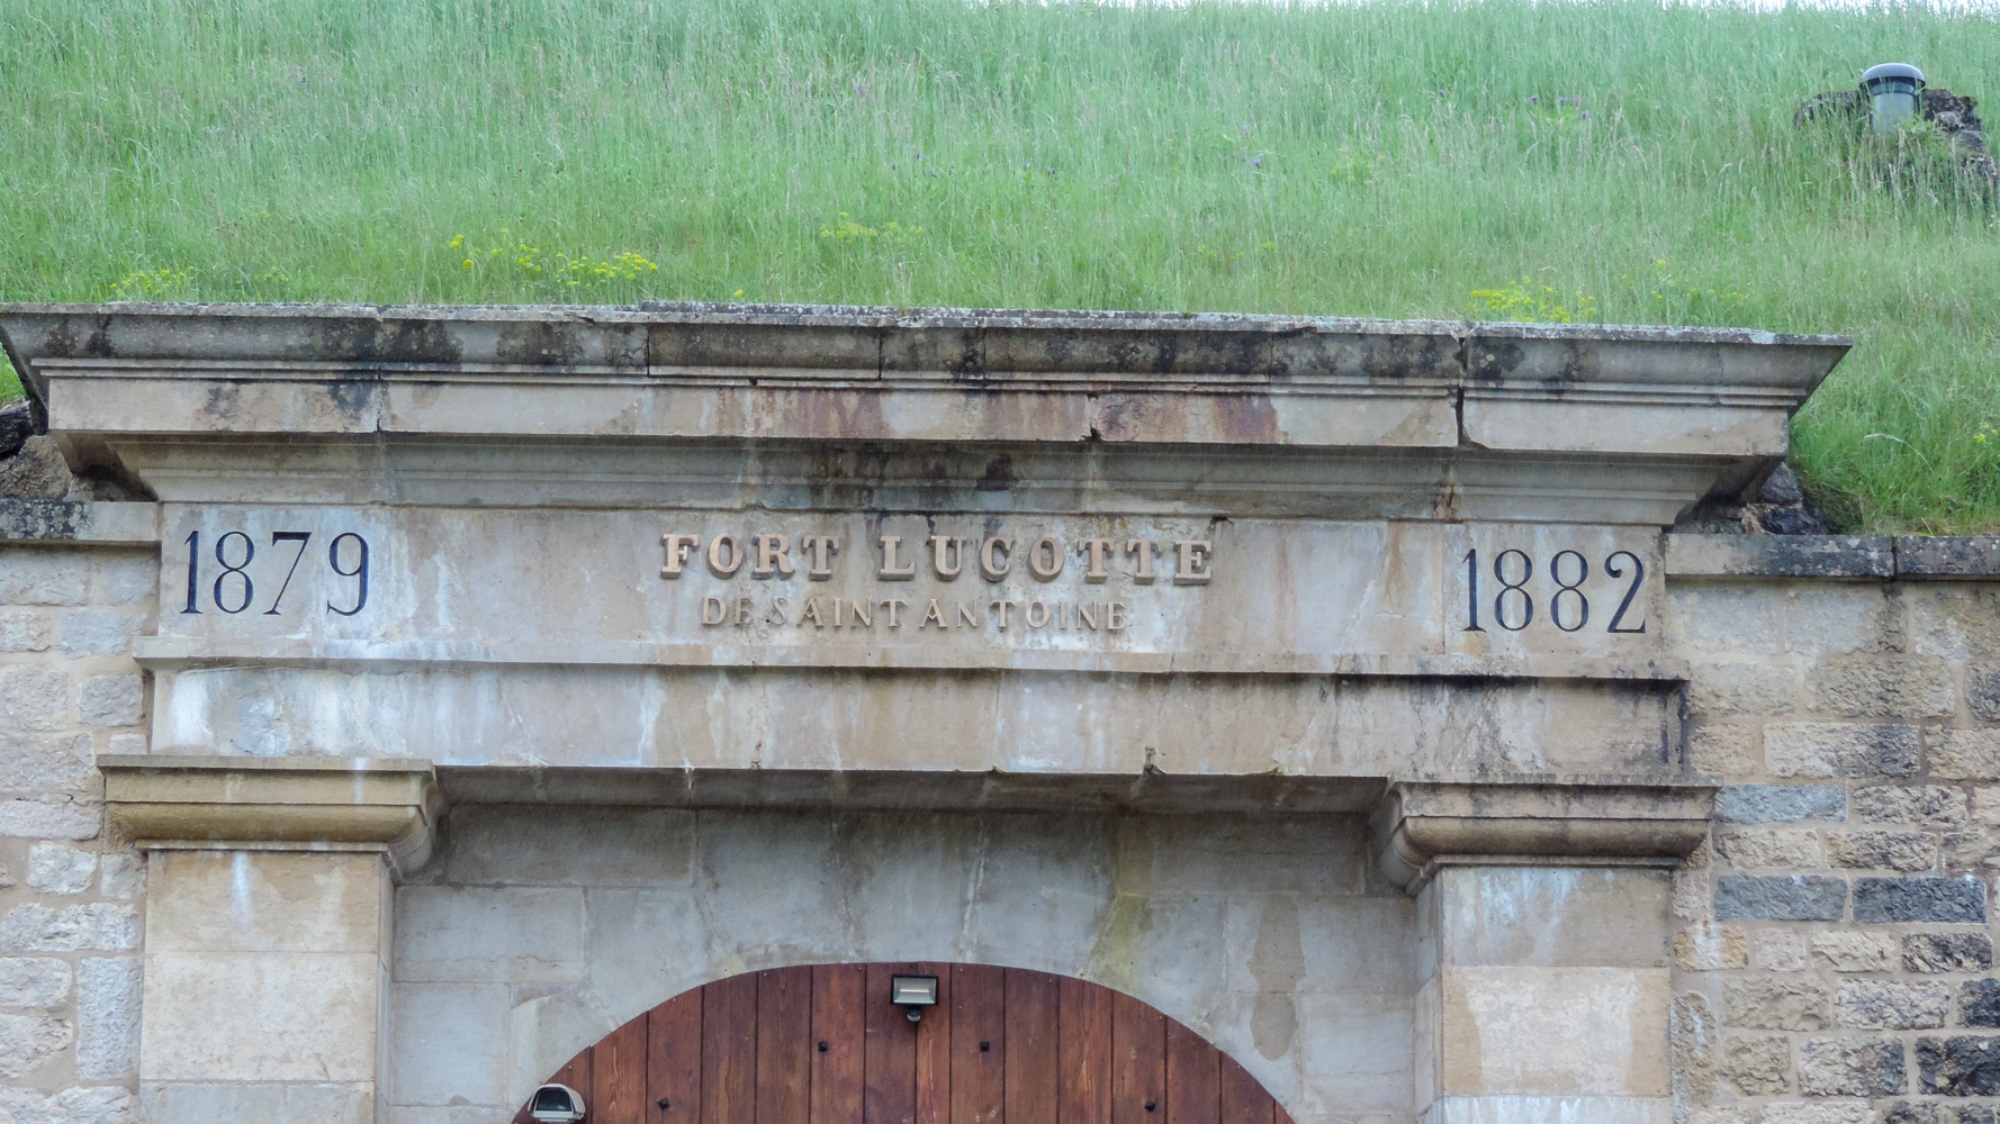 1879
FORT LUCOTTE
DE SAINT ANTOINE
1882